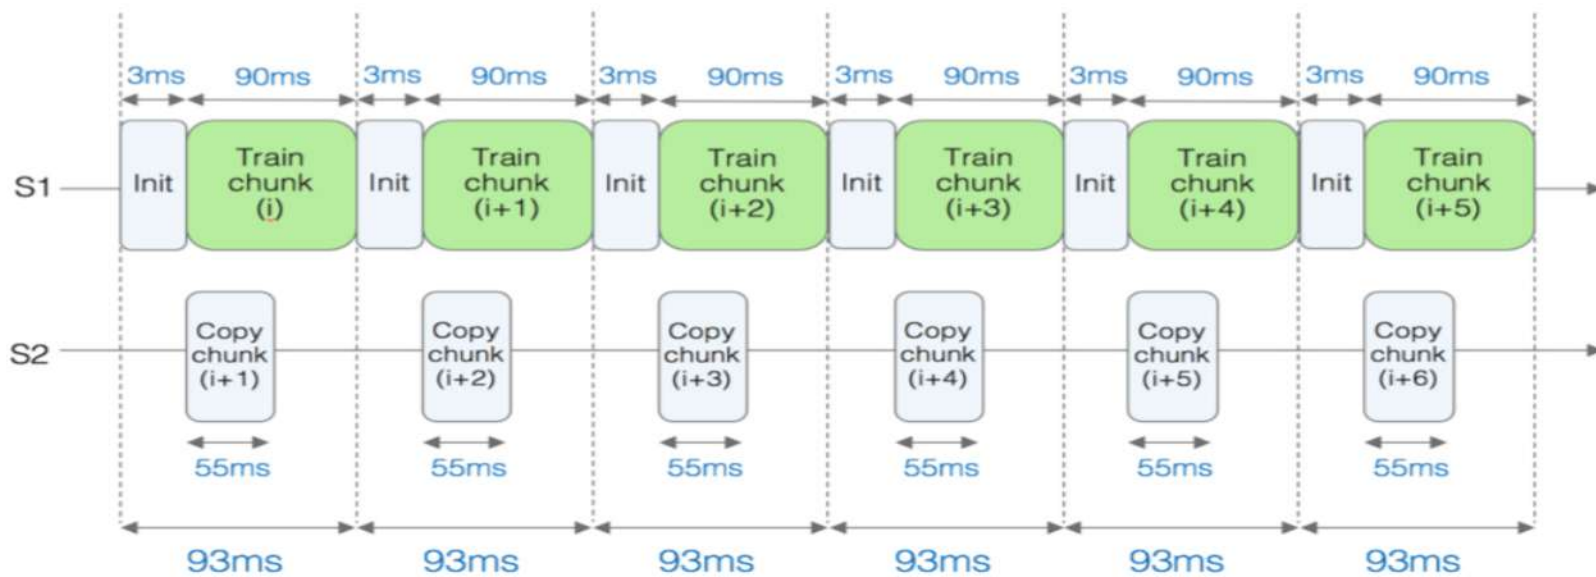 3ms 90ms 3ms 90ms 3ms 90ms 3ms 90ms 3ms 90ms 3ms 90ms
S1
Init
Train
chunk
(i)
Init
Train
chunk
(i+1)
Init
Train
chunk
(i+2)
Init
Train
chunk
(i+3)
Init
Train
chunk
(i+4)
Init
Train
chunk
(i+5)
S2
Copy
chunk
(i+1)
Copy
chunk
(i+2)
Copy
chunk
(i+3)
Copy
chunk
(i+4)
Copy
chunk
(i+5)
Copy
chunk
(i+6)
55ms 55ms 55ms 55ms 55ms 55ms
93ms 93ms 93ms 93ms 93ms 93ms